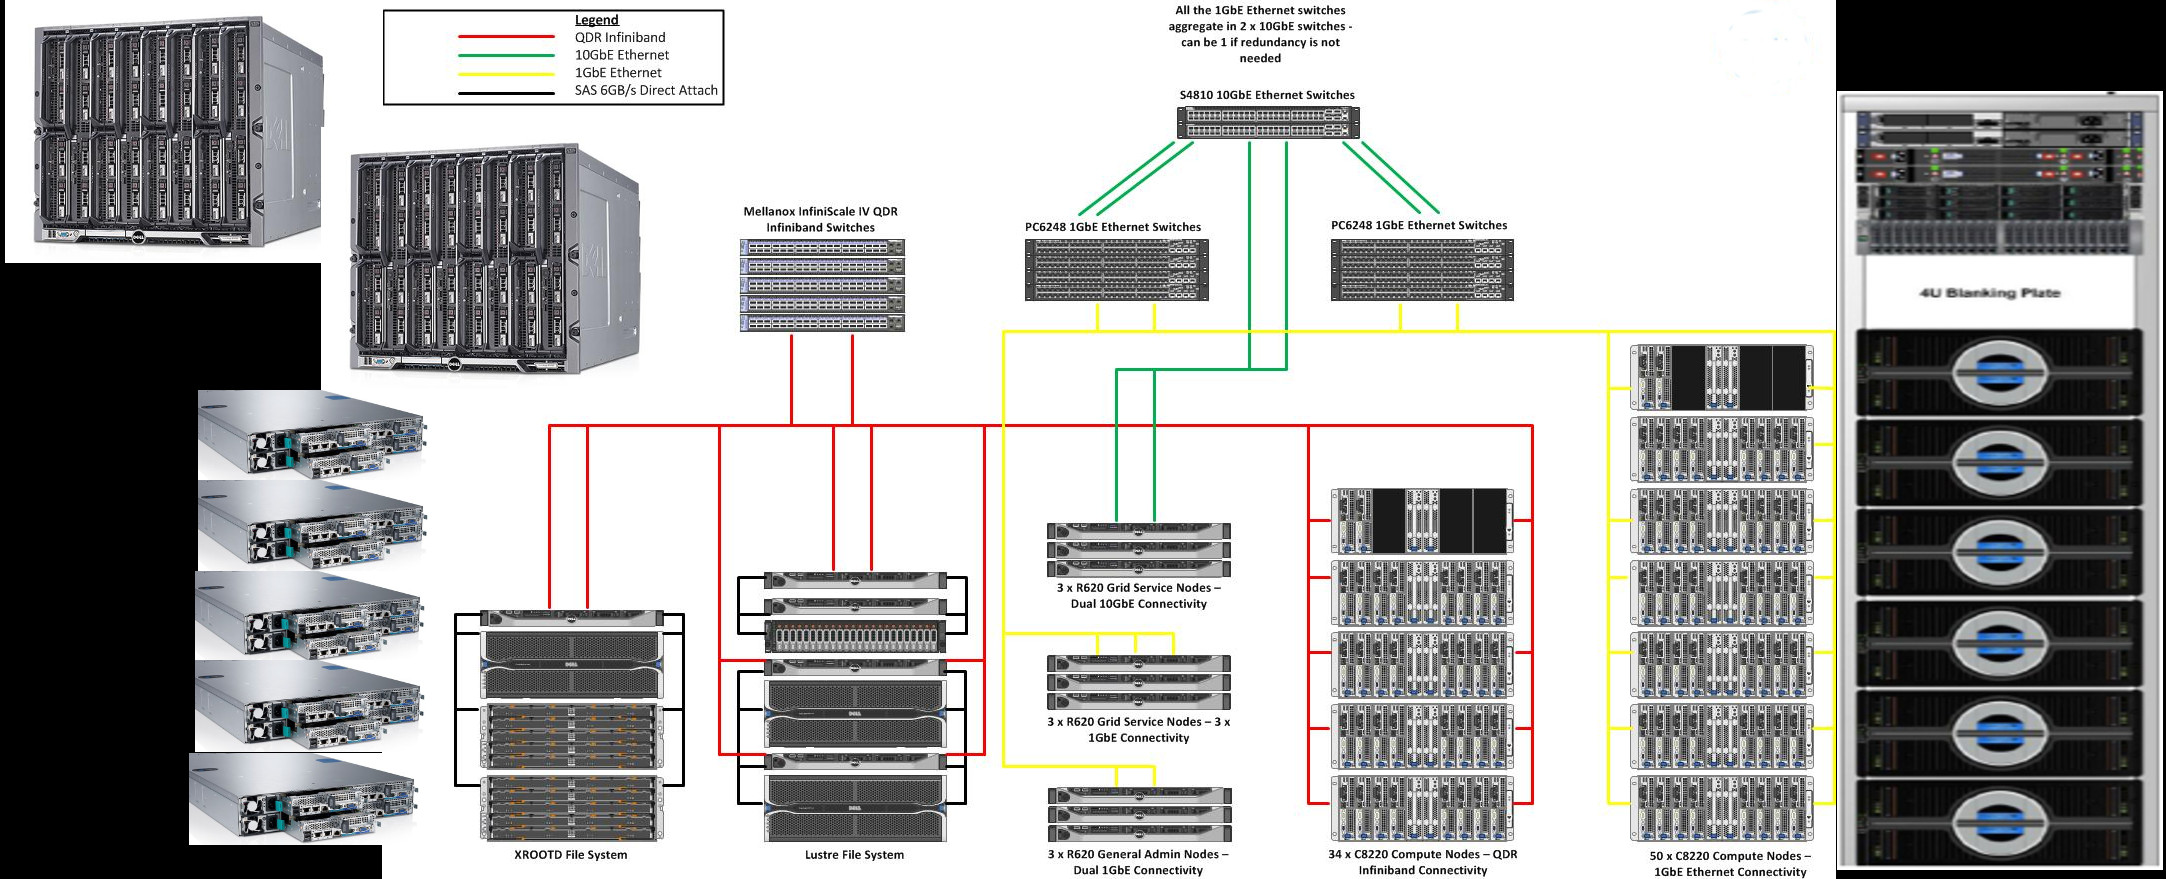 Legend
QDR Infiniband
10GbE Ethernet
1GbE Ethernet
SAS 6GB/s Direct Attach
All the 1GbE Ethernet switches
aggregate in 2 x 10GbE switches -
can be 1 if redundancy is not
needed
S4810 10GbE Ethernet Switches
Mellanox InfiniScale IV QDR
Infiniband Switches
PC6248 1GbE Ethernet Switches
PC6248 1GbE Ethernet Switches
4U Blanking Plate
3 x R620 Grid Service Nodes –
Dual 10GbE Connectivity
3 x R620 Grid Service Nodes – 3 x
1GbE Connectivity
XROOTD File System
Lustre File System
3 x R620 General Admin Nodes –
Dual 1GbE Connectivity
34 x C8220 Compute Nodes – QDR
Infiniband Connectivity
50 x C8220 Compute Nodes –
1GbE Ethernet Connectivity